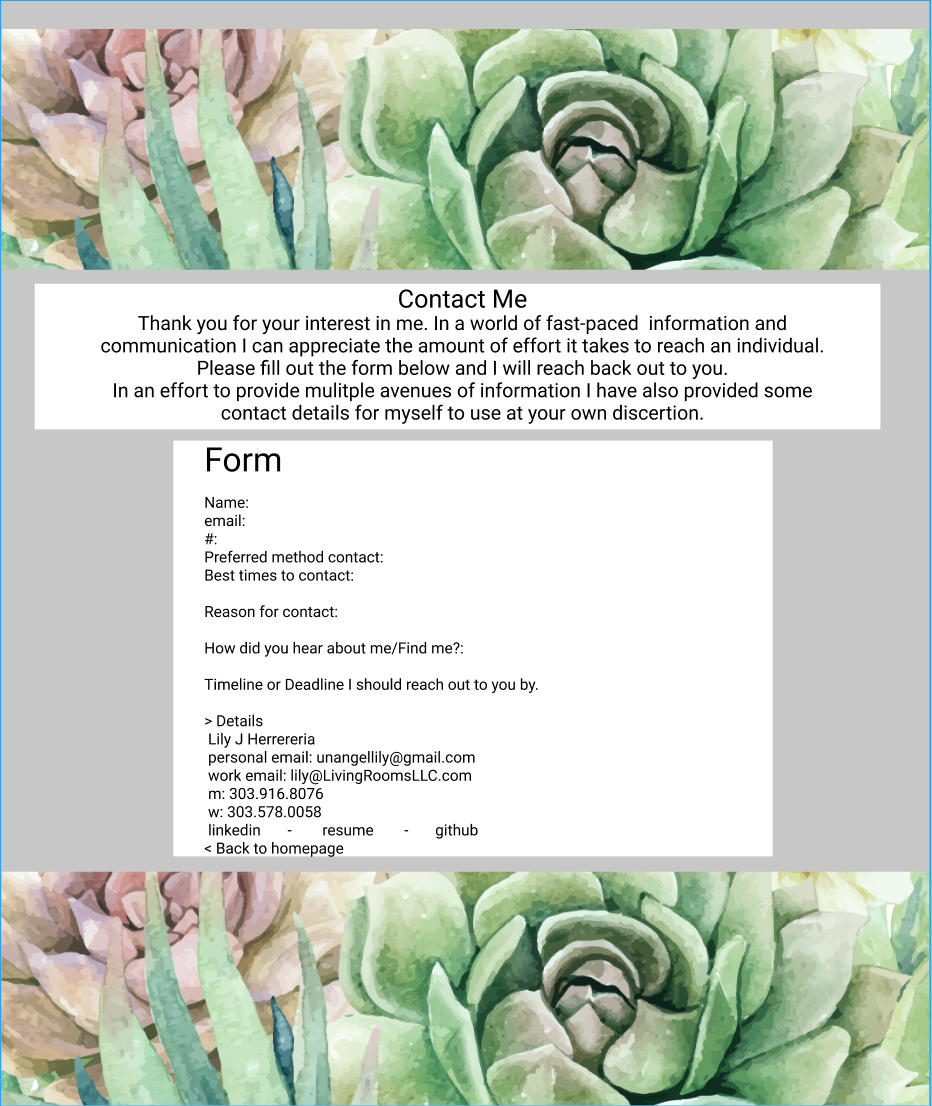 Contact Me
Thank you for your interest in me. In a world of fast-paced  information and
communication I can appreciate the amount of effort it takes to reach an individual.
Please fill out the form below and I will reach back out to you.
In an effort to provide mulitple avenues of information I have also provided some
contact details for myself to use at your own discertion.
Form
Name:
email:
#:
Preferred method contact:
Best times to contact:
Reason for contact:
How did you hear about me/Find me?:
Timeline or Deadline I should reach out to you by.
> Details
Lily J Herrereria
personal email: unangellily@gmail.com
work email: lily@LivingRoomsLLC.com
m: 303.916.8076
w: 303.578.0058
linkedin - resume - github
< Back to homepage